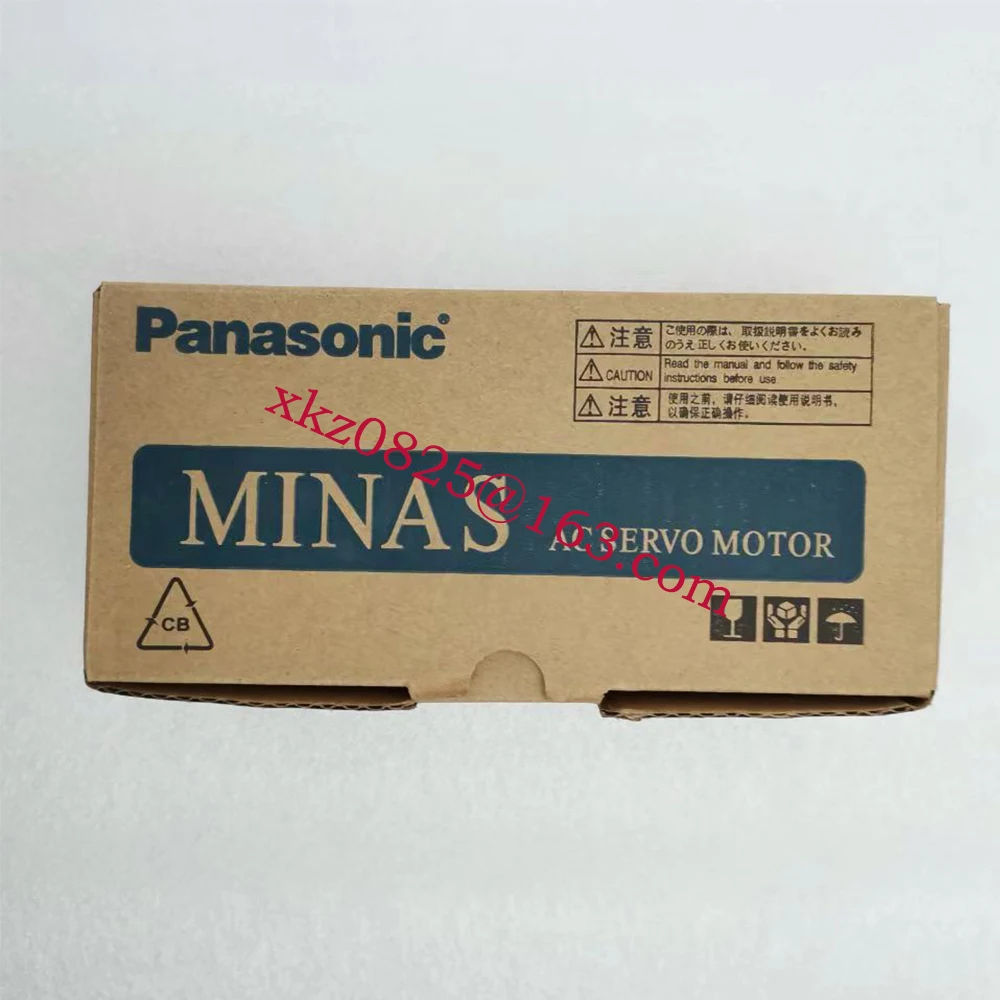 Panasonic®
注意 ご使用の際は、取扱説明書をよくお読み
のうえ正しくお使いください。
CAUTION Read the manual and follow the safety
instructions before use
注意 使用之前，请仔细阅读使用说明书，
以确保正确操作。
xkz0825@163.com
MINAS AC SERVO MOTOR
CB